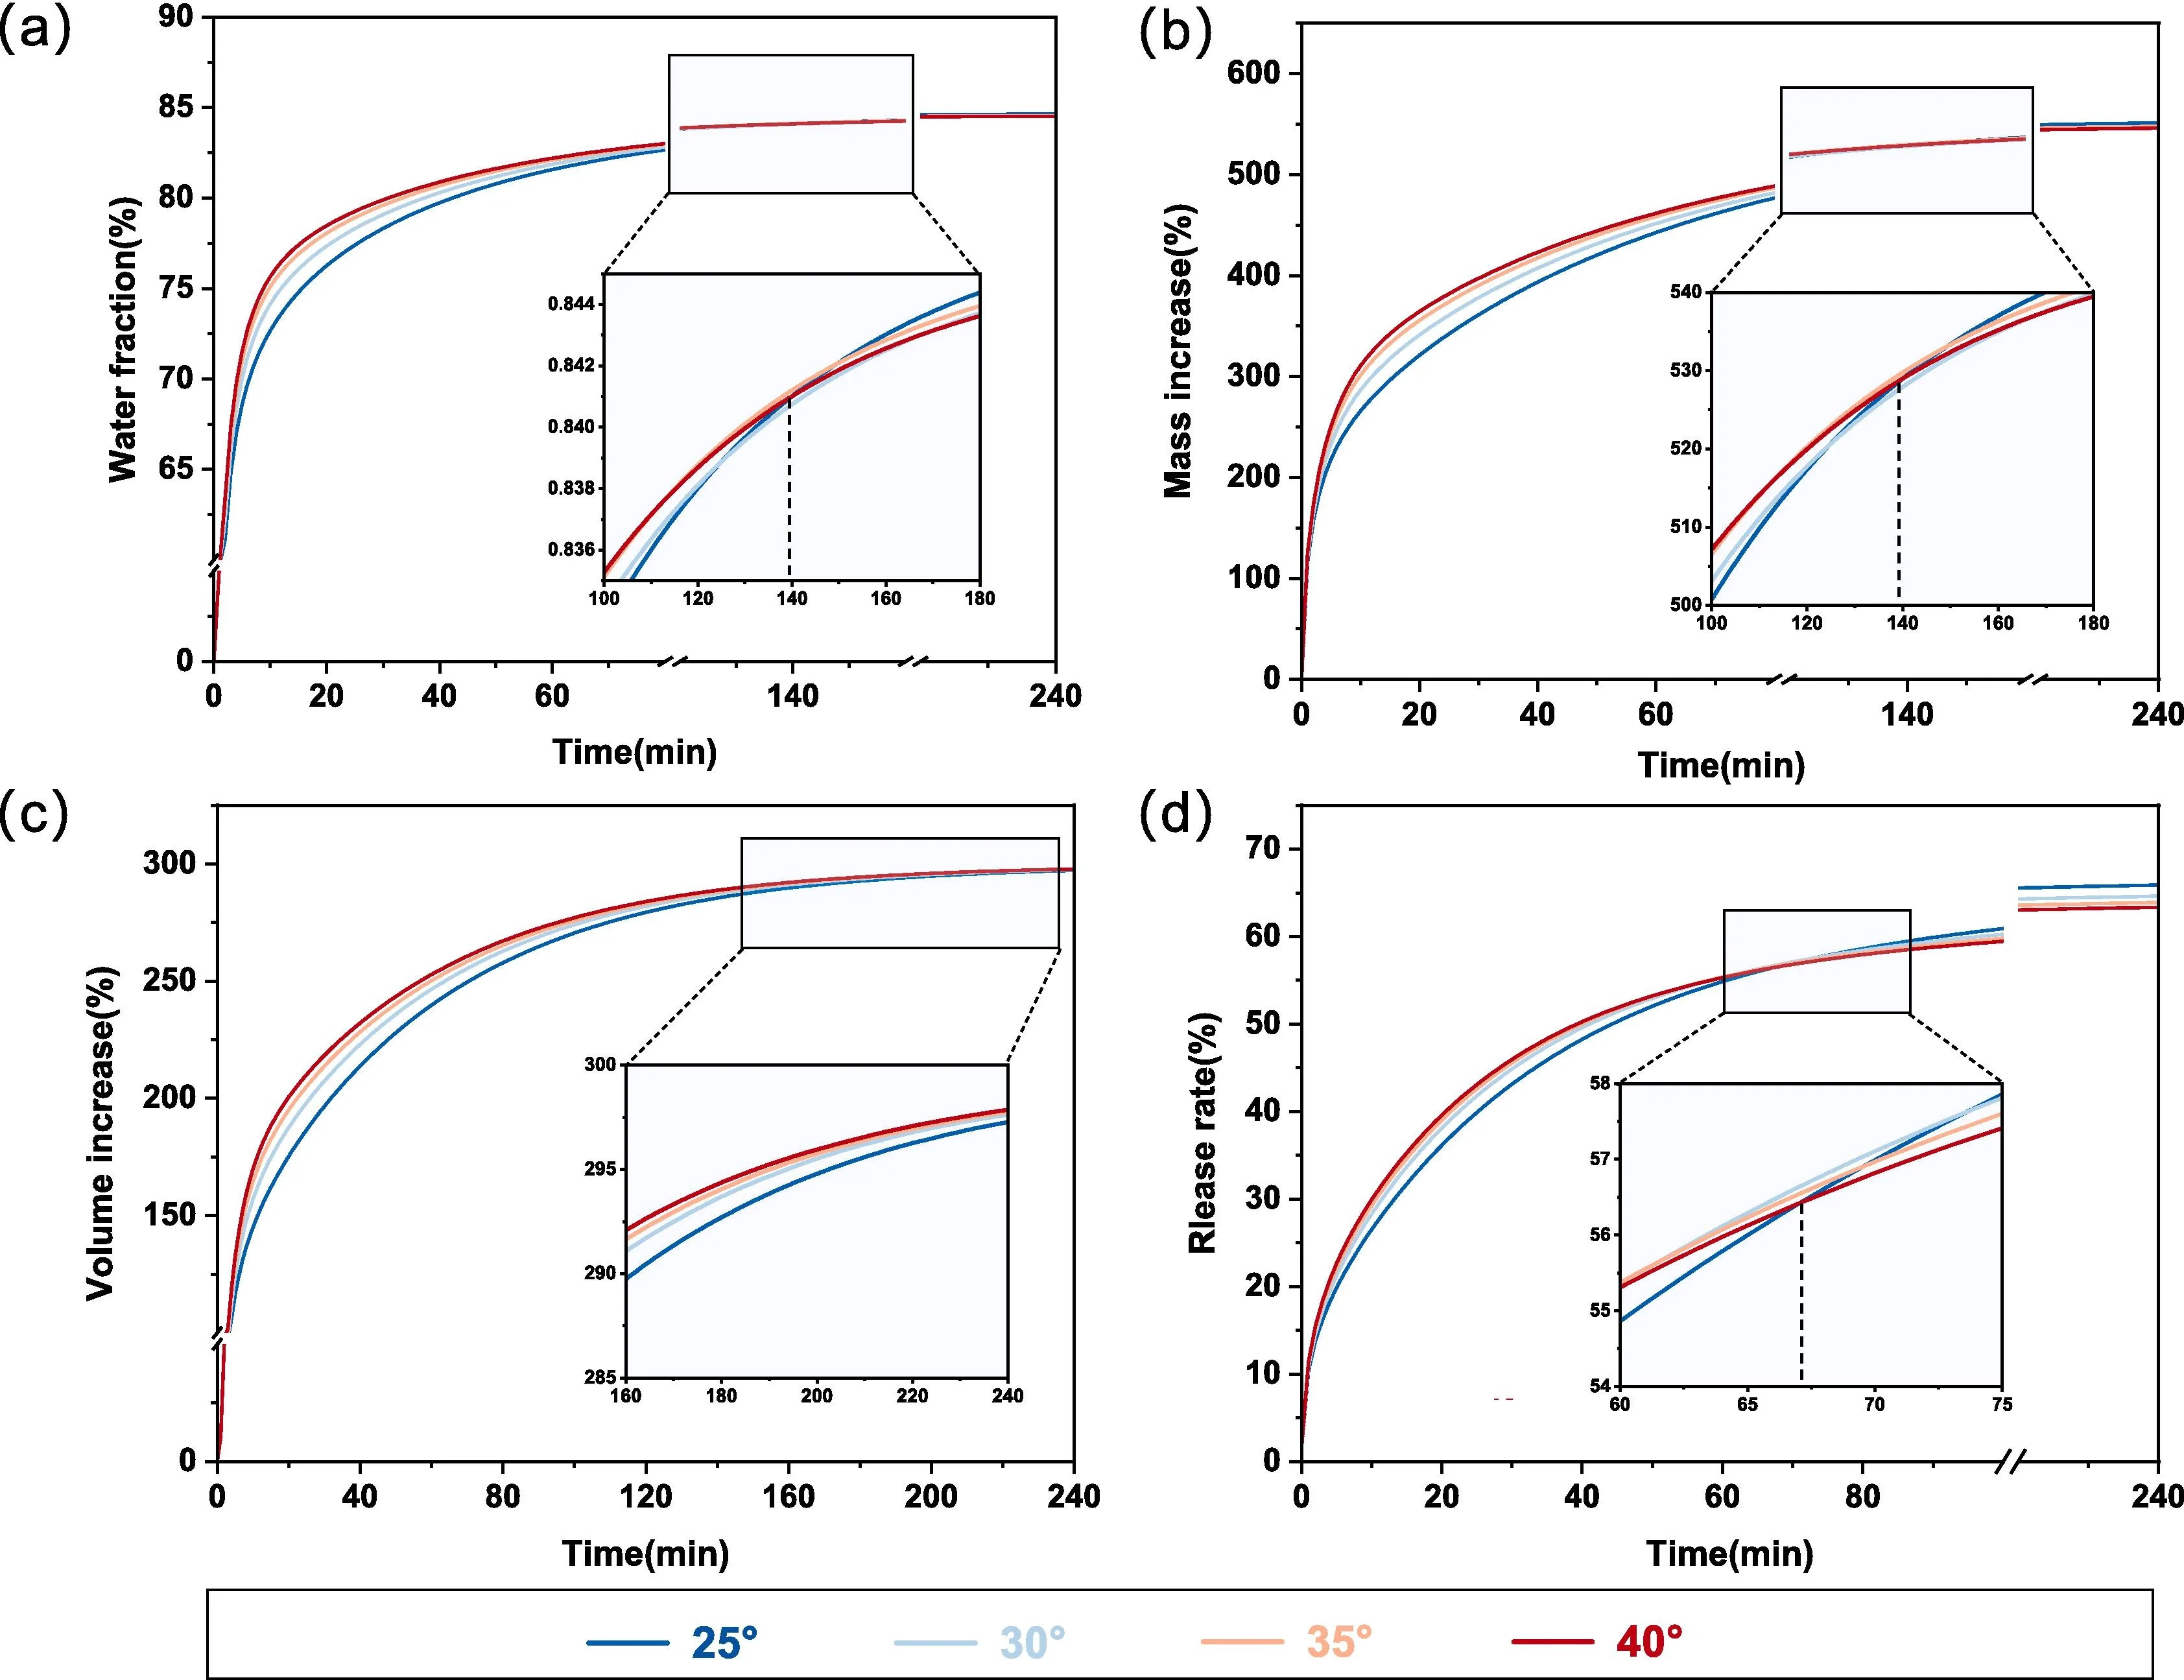 (a)
90
85
80
75
70
65
0
Water fraction(%)
0 20 40 60 140 240
Time(min)
0.844
0.842
0.840
0.838
0.836
100 120 140 160 180
(b)
600
500
400
300
200
100
0
Mass increase(%)
0 20 40 60 140 240
Time(min)
540
530
520
510
500
100 120 140 160 180
(c)
300
250
200
150
0
Volume increase(%)
0 40 80 120 160 200 240
Time(min)
300
295
290
285
160 180 200 220 240
(d)
70
60
50
40
30
20
10
0
Rlease rate(%)
0 20 40 60 80 240
Time(min)
58
57
56
55
54
60 65 70 75
25° 30° 35° 40°